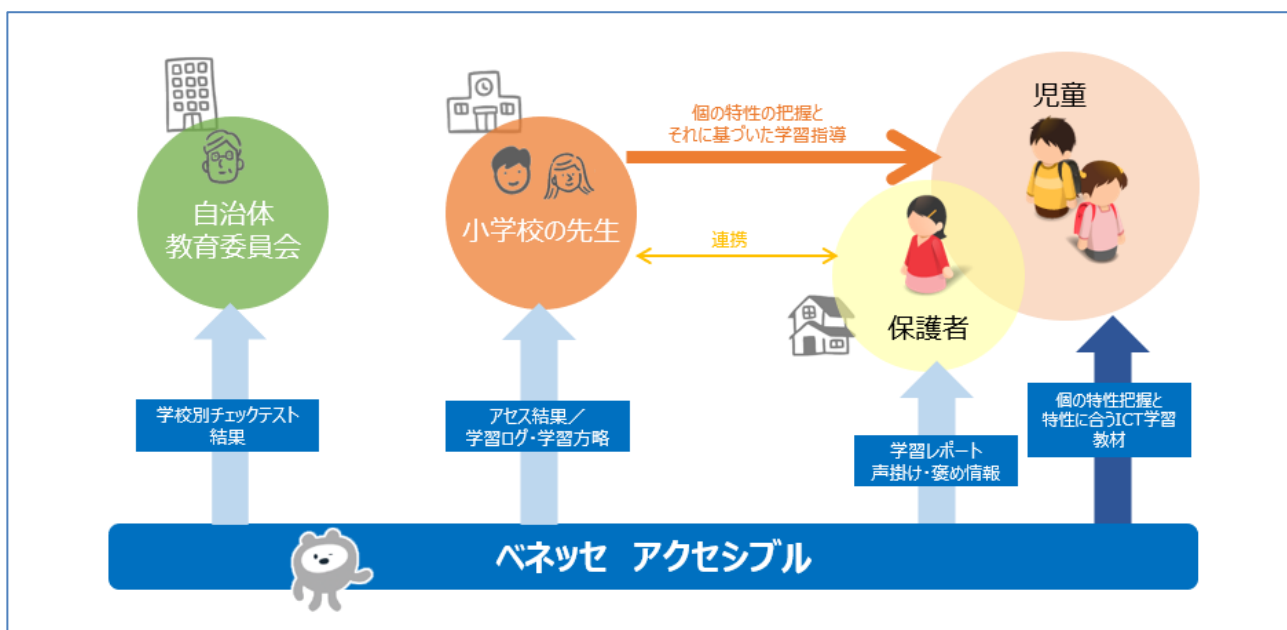 児童
個の特性の把握と
それに基づいた学習指導
自治体
教育委員会
小学校の先生
連携
保護者
学校別チェックテスト
結果
アセス結果/
学習ログ・学習方略
学習レポート
声掛け・褒め情報
個の特性把握と
特性に合うICT学習
教材
ベネッセ アクセシブル